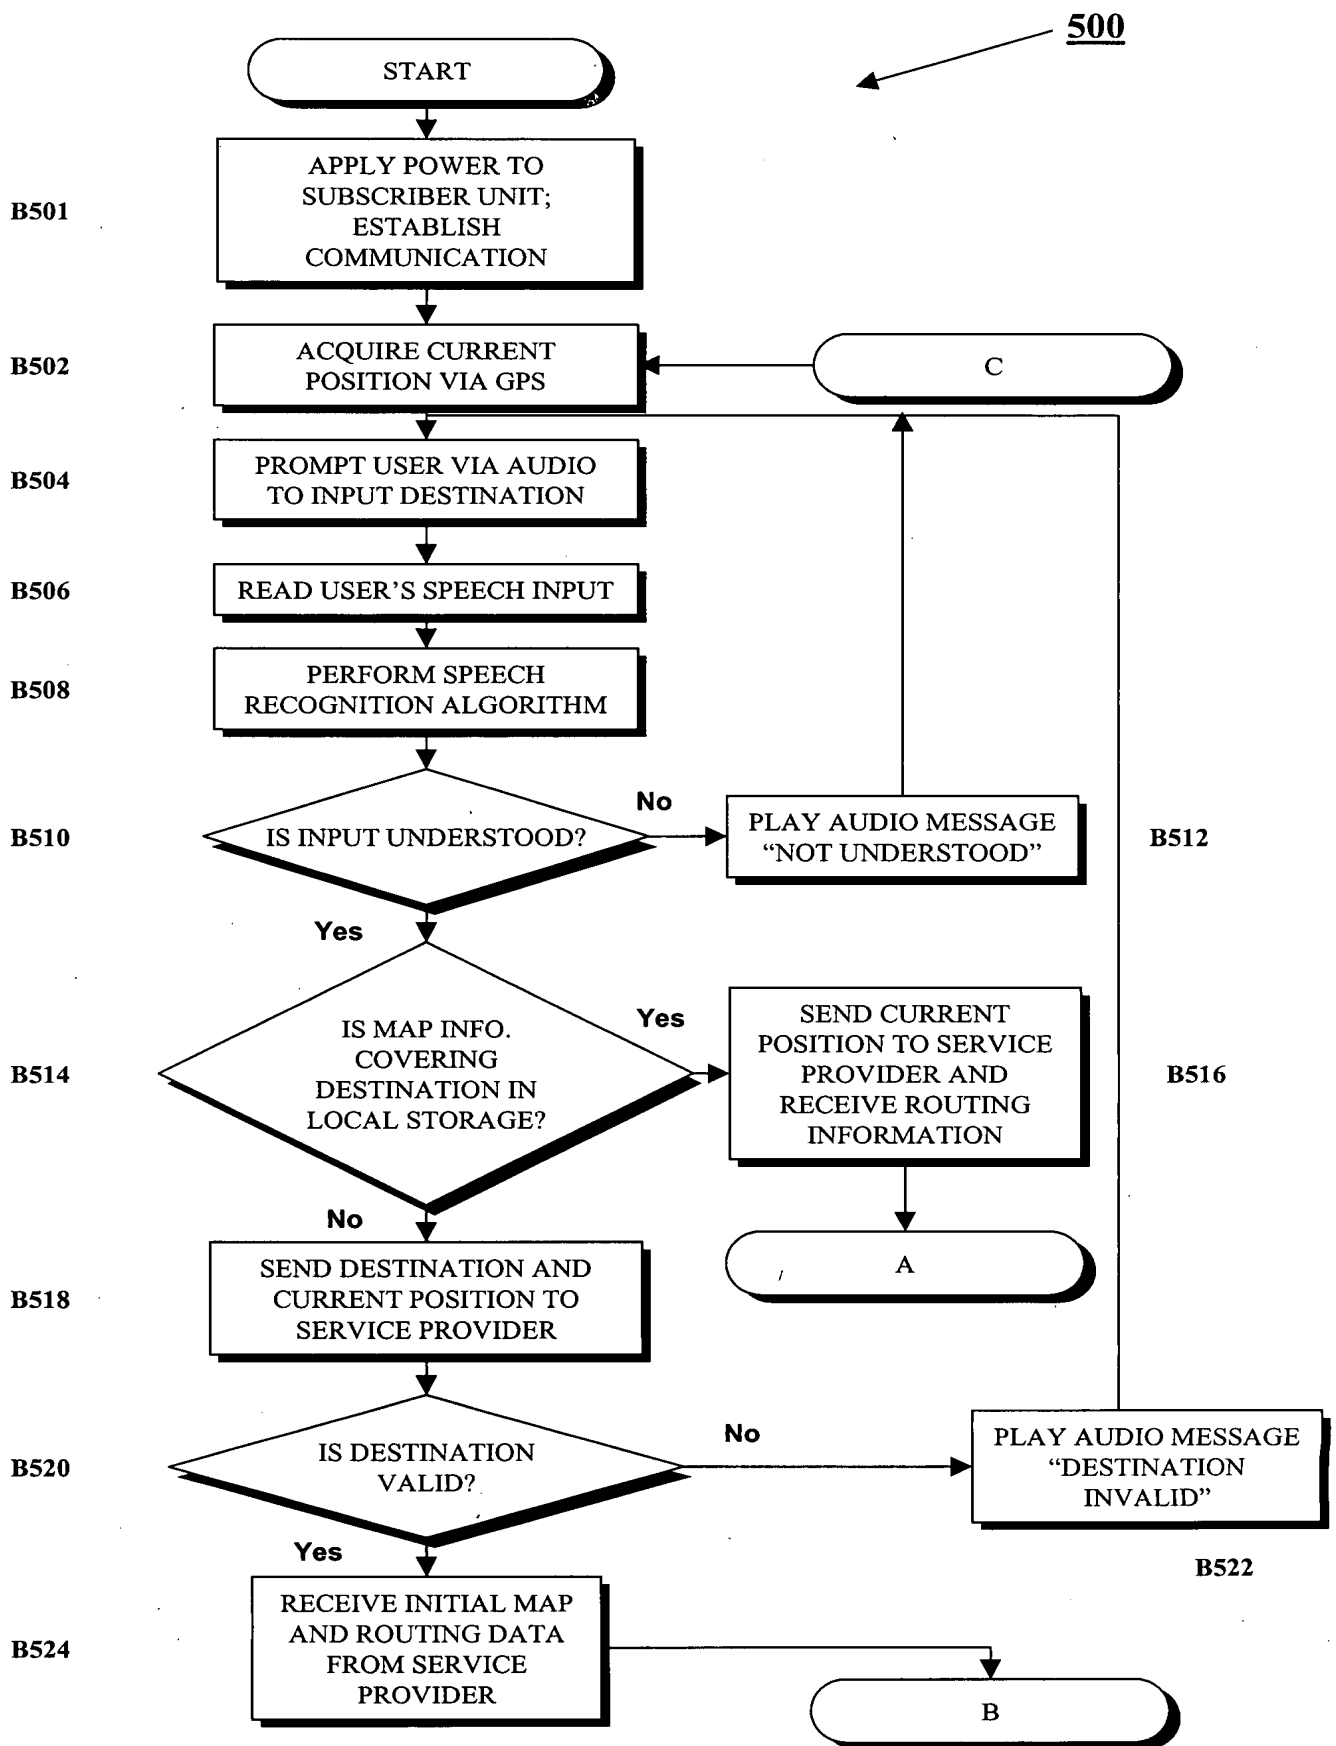 500
START
B501
APPLY POWER TO
SUBSCRIBER UNIT;
ESTABLISH
COMMUNICATION
B502
ACQUIRE CURRENT
POSITION VIA GPS
C
B504
PROMPT USER VIA AUDIO
TO INPUT DESTINATION
B506
READ USER'S SPEECH INPUT
B508
PERFORM SPEECH
RECOGNITION ALGORITHM
B510
IS INPUT UNDERSTOOD?
No
PLAY AUDIO MESSAGE
“NOT UNDERSTOOD”
B512
Yes
B514
IS MAP INFO.
COVERING
DESTINATION IN
LOCAL STORAGE?
Yes
SEND CURRENT
POSITION TO SERVICE
PROVIDER AND
RECEIVE ROUTING
INFORMATION
B516
No
A
B518
SEND DESTINATION AND
CURRENT POSITION TO
SERVICE PROVIDER
B520
IS DESTINATION
VALID?
No
PLAY AUDIO MESSAGE
“DESTINATION
INVALID”
B522
Yes
B524
RECEIVE INITIAL MAP
AND ROUTING DATA
FROM SERVICE
PROVIDER
B